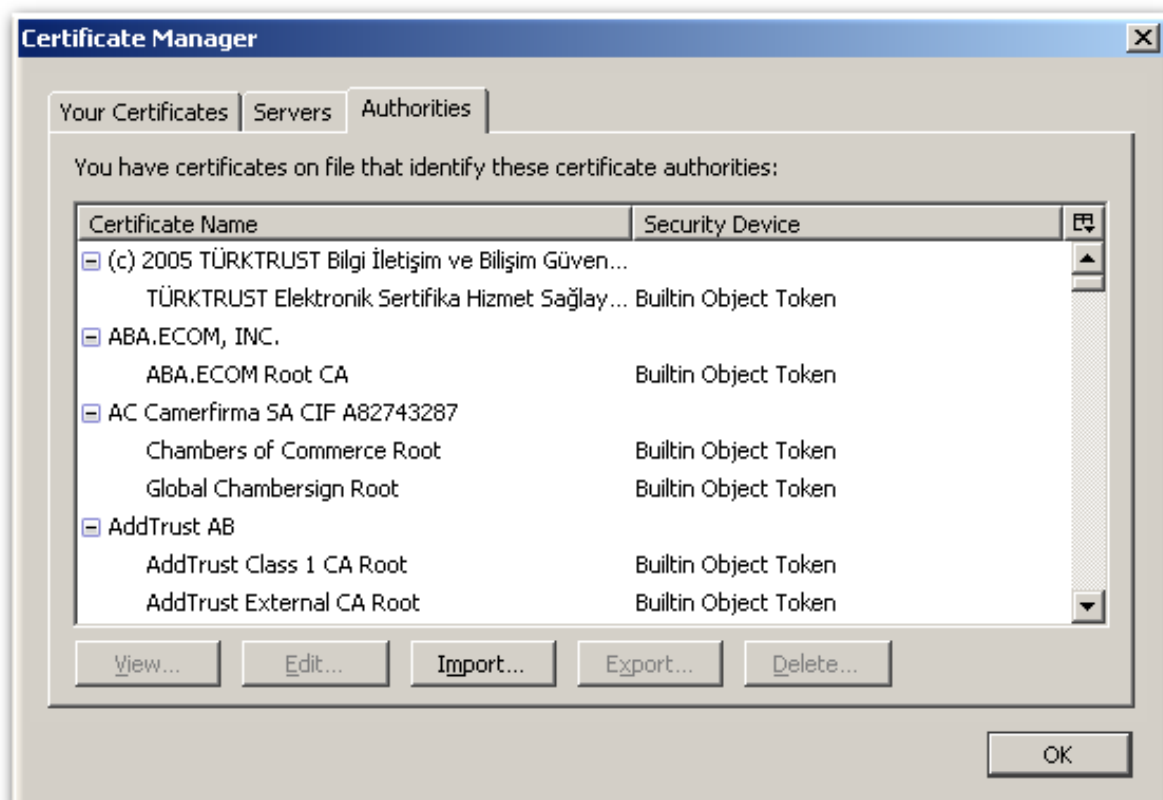 Certificate Manager
Your Certificates Servers Authorities
You have certificates on file that identify these certificate authorities:
Certificate Name Security Device
(c) 2005 TÜRKTRUST Bilgi İletişim ve Bilişim Güven...
TÜRKTRUST Elektronik Sertifika Hizmet Sağlay... Builtin Object Token
ABA.ECOM, INC.
ABA.ECOM Root CA Builtin Object Token
AC Camerfirma SA CIF A82743287
Chambers of Commerce Root Builtin Object Token
Global Chambersign Root Builtin Object Token
AddTrust AB
AddTrust Class 1 CA Root Builtin Object Token
AddTrust External CA Root Builtin Object Token
View... Edit... Import... Export... Delete...
OK